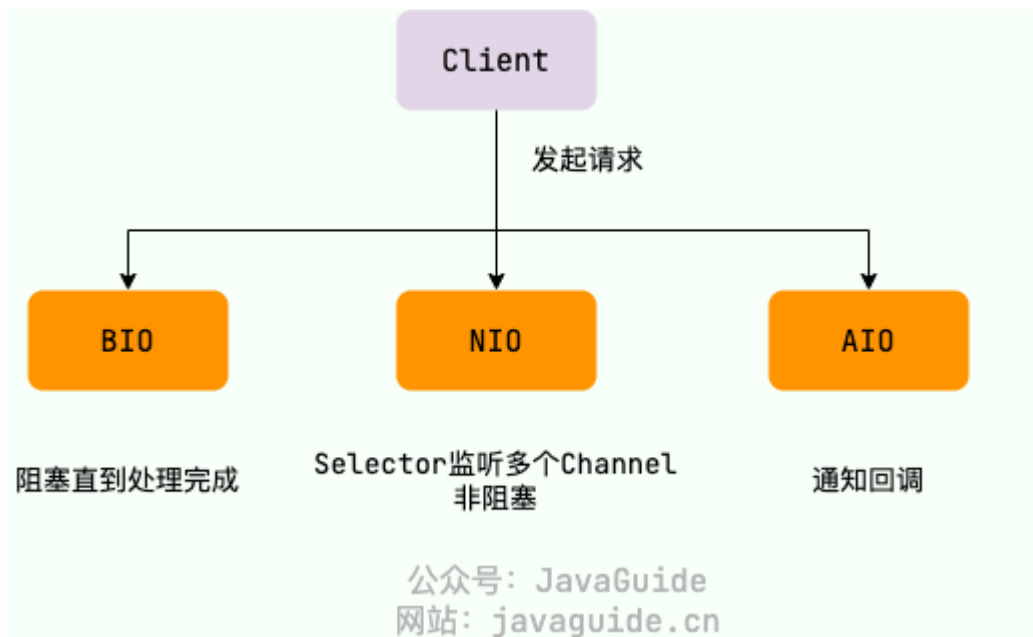 Client
发起请求
BIO
NIO
AIO
阻塞直到处理完成
Selector监听多个Channel
非阻塞
通知回调
公众号：JavaGuide
网站：javaguide.cn